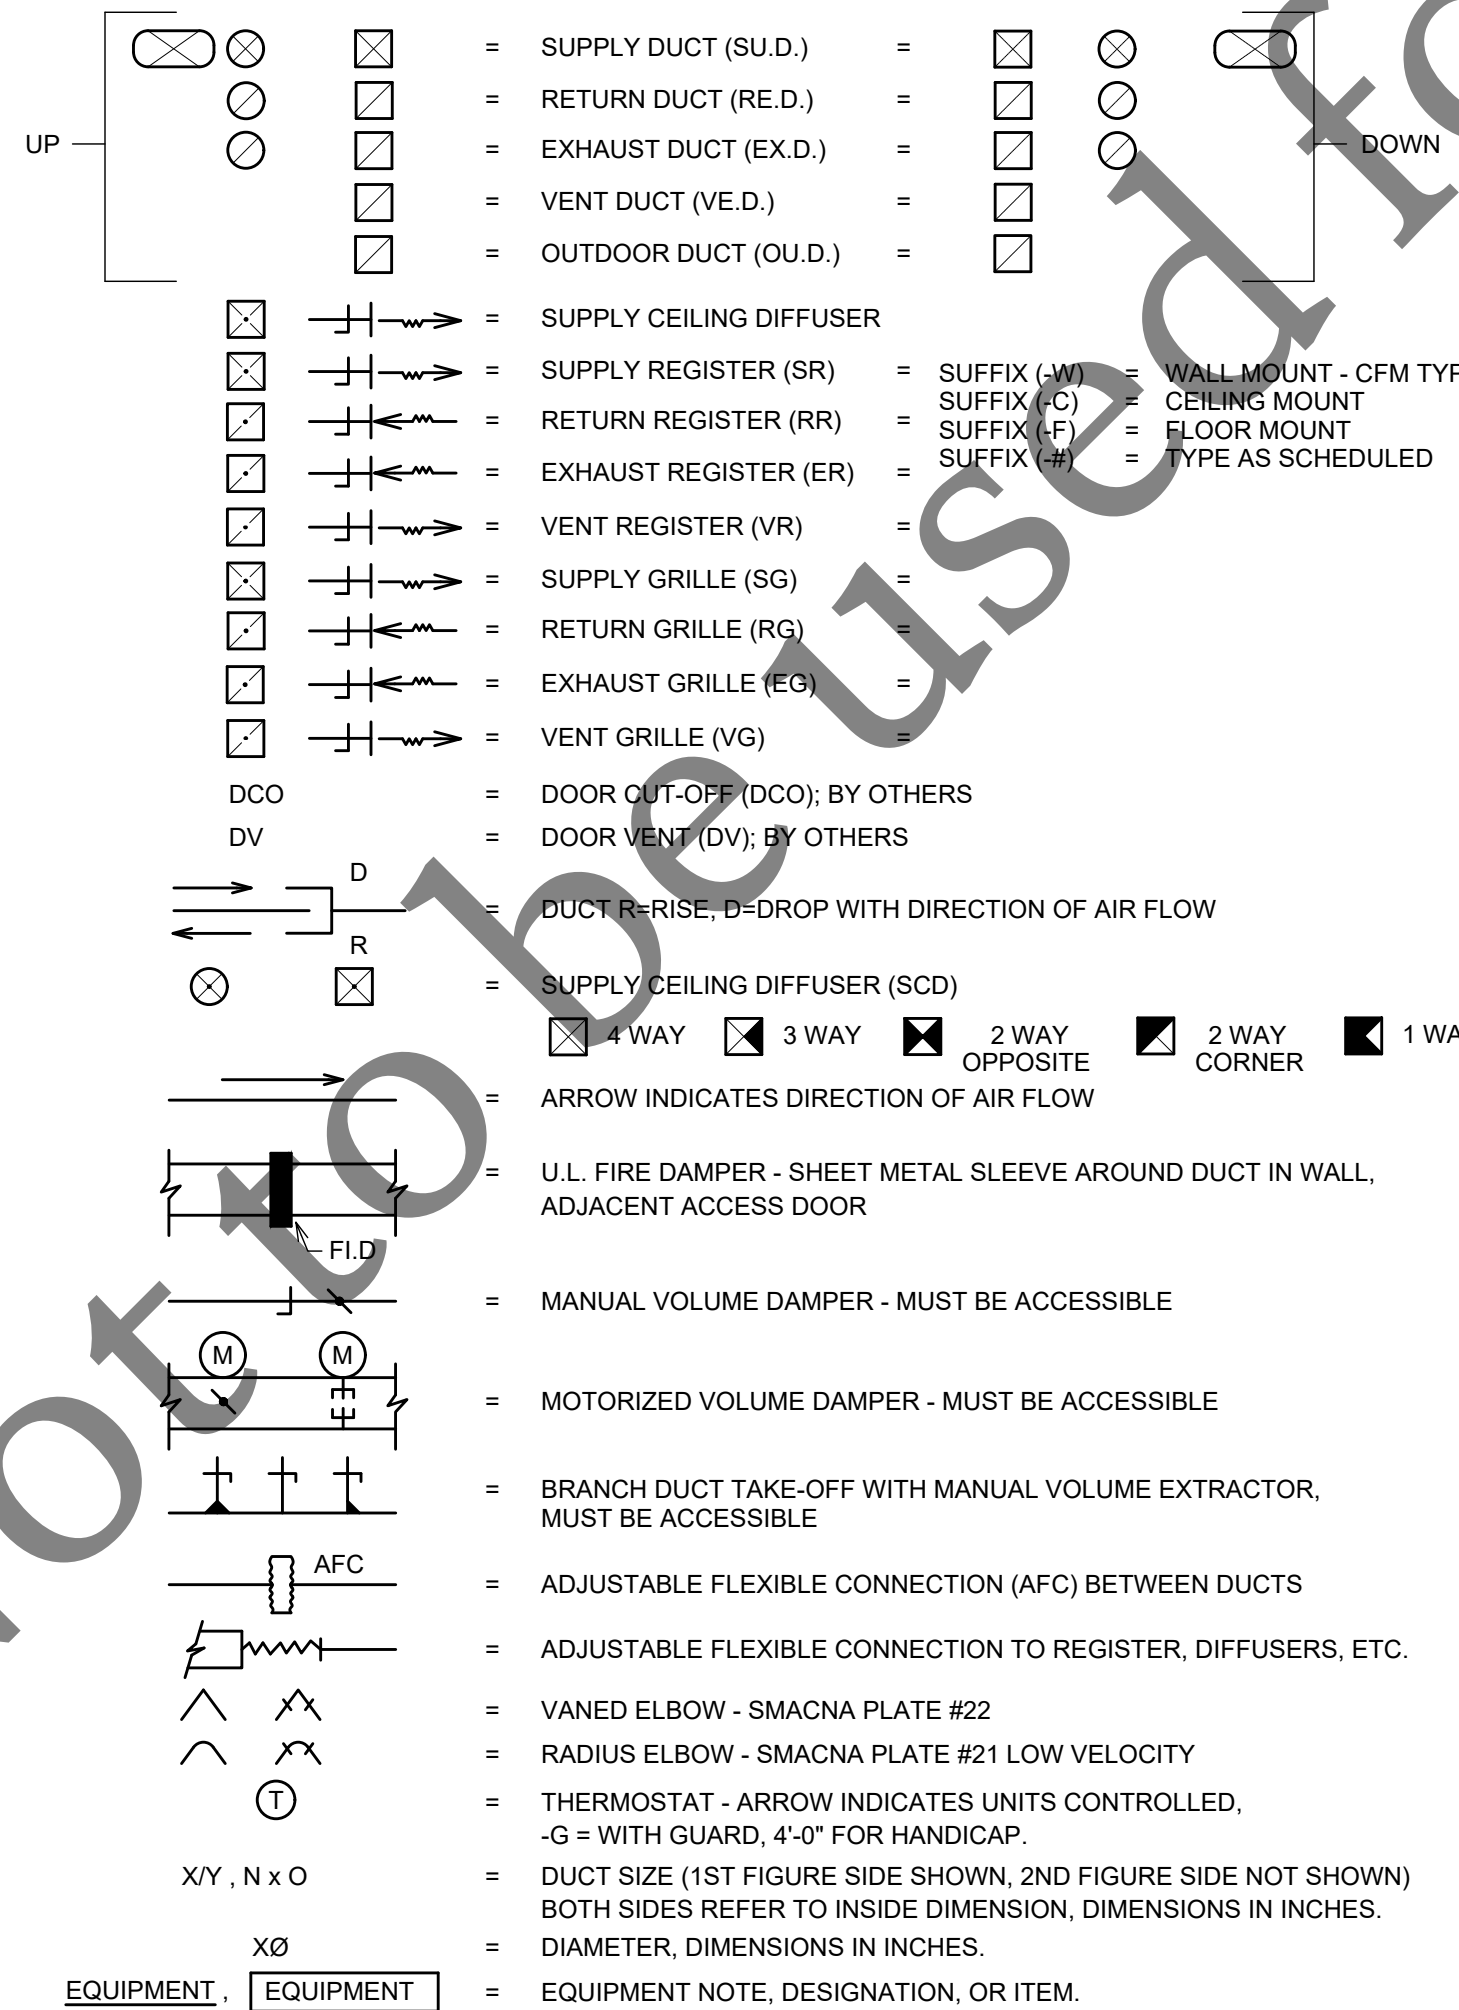 = SUPPLY DUCT (SU.D.) =
= RETURN DUCT (RE.D.) =
UP = EXHAUST DUCT (EX.D.) = DOWN
= VENT DUCT (VE.D.) =
= OUTDOOR DUCT (OU.D.) =
= SUPPLY CEILING DIFFUSER
= SUPPLY REGISTER (SR) = SUFFIX (-W) = WALL MOUNT - CFM
SUFFIX (-C) = CEILING MOUNT
= RETURN REGISTER (RR) = SUFFIX (-F) = FLOOR MOUNT
SUFFIX (-#) = TYPE AS SCHEDULED
= EXHAUST REGISTER (ER) =
= VENT REGISTER (VR) =
= SUPPLY GRILLE (SG) =
= RETURN GRILLE (RG) =
= EXHAUST GRILLE (EG) =
= VENT GRILLE (VG) =
DCO = DOOR CUT-OFF (DCO); BY OTHERS
DV = DOOR VENT (DV); BY OTHERS
D
= DUCT R=RISE, D=DROP WITH DIRECTION OF AIR FLOW
R
= SUPPLY CEILING DIFFUSER (SCD)
4 WAY 3 WAY 2 WAY 2 WAY 1
OPPOSITE CORNER
= ARROW INDICATES DIRECTION OF AIR FLOW
= U.L. FIRE DAMPER - SHEET METAL SLEEVE AROUND DUCT IN WALL,
ADJACENT ACCESS DOOR
FI.D
= MANUAL VOLUME DAMPER - MUST BE ACCESSIBLE
M M
= MOTORIZED VOLUME DAMPER - MUST BE ACCESSIBLE
= BRANCH DUCT TAKE-OFF WITH MANUAL VOLUME EXTRACTOR,
MUST BE ACCESSIBLE
AFC
= ADJUSTABLE FLEXIBLE CONNECTION (AFC) BETWEEN DUCTS
= ADJUSTABLE FLEXIBLE CONNECTION TO REGISTER, DIFFUSERS, ETC.
= VANED ELBOW - SMACNA PLATE #22
= RADIUS ELBOW - SMACNA PLATE #21 LOW VELOCITY
T = THERMOSTAT - ARROW INDICATES UNITS CONTROLLED,
-G = WITH GUARD, 4'-0" FOR HANDICAP.
X/Y , N x O = DUCT SIZE (1ST FIGURE SIDE SHOWN, 2ND FIGURE SIDE NOT SHOWN)
BOTH SIDES REFER TO INSIDE DIMENSION, DIMENSIONS IN INCHES.
XØ = DIAMETER, DIMENSIONS IN INCHES.
EQUIPMENT , EQUIPMENT = EQUIPMENT NOTE, DESIGNATION, OR ITEM.
to be used